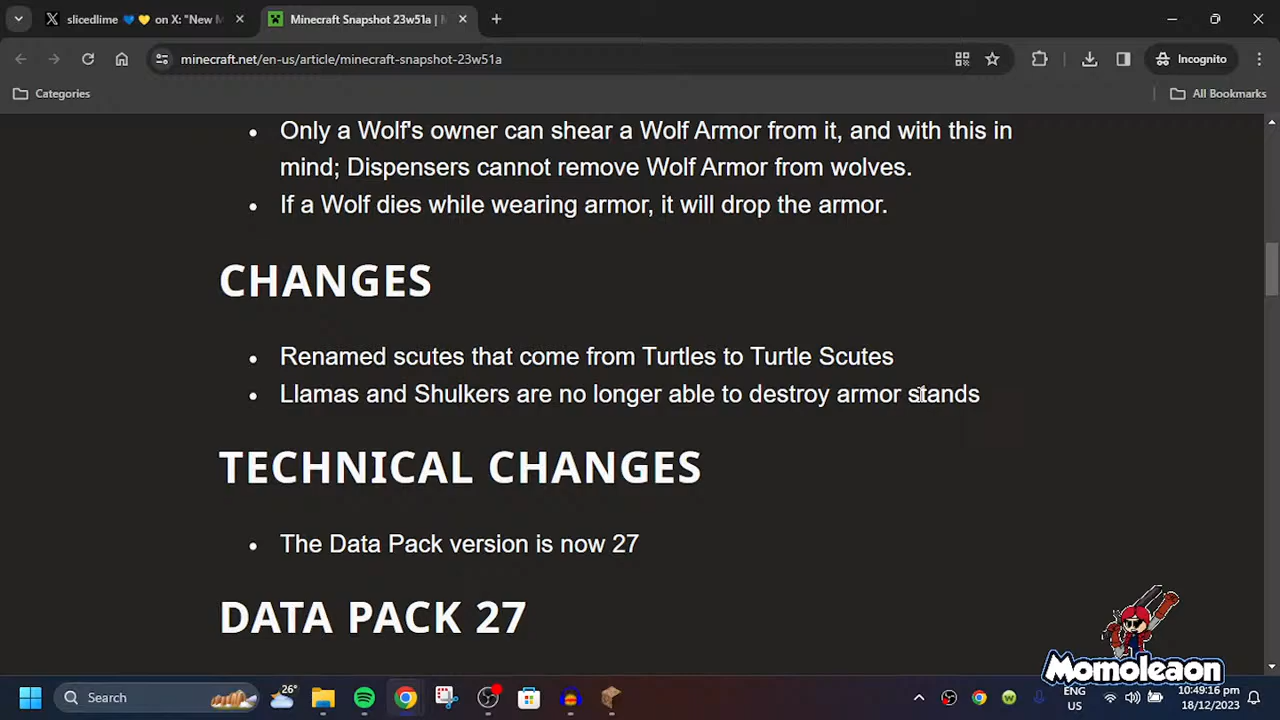 slicedlime 💙💛 on X: "New M
Minecraft Snapshot 23w51a | M
minecraft.net/en-us/article/minecraft-snapshot-23w51a
Incognito
Categories
All Bookmarks
• Only a Wolf's owner can shear a Wolf Armor from it, and with this in
mind; Dispensers cannot remove Wolf Armor from wolves.
• If a Wolf dies while wearing armor, it will drop the armor.
CHANGES
• Renamed scutes that come from Turtles to Turtle Scutes
• Llamas and Shulkers are no longer able to destroy armor stands
TECHNICAL CHANGES
• The Data Pack version is now 27
DATA PACK 27
Momoleaon
Search
26°
ENG
US
10:49:16 pm
18/12/2023